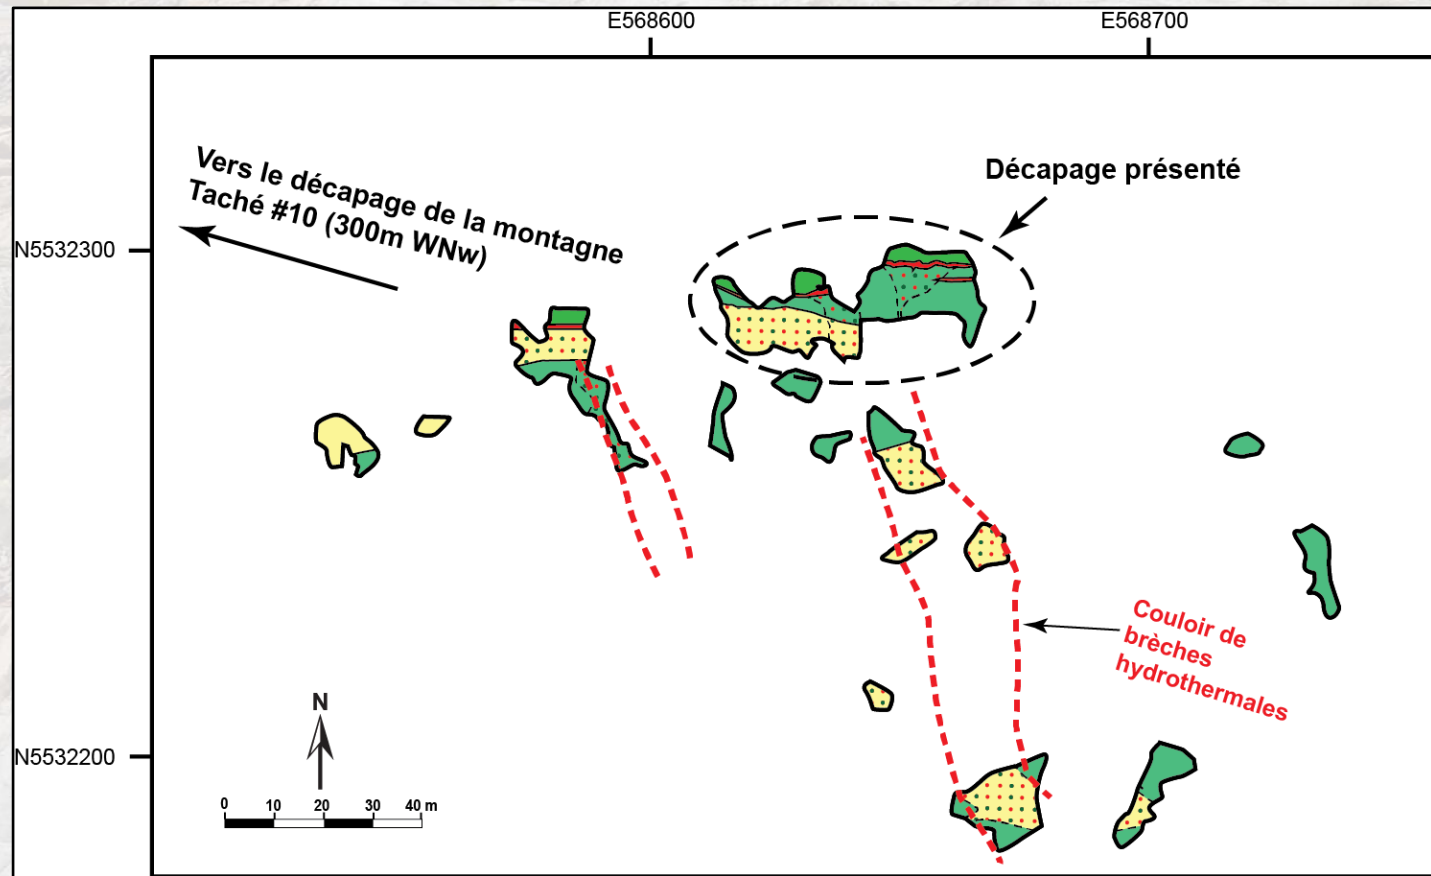 E568600
E568700
Vers le décapage de la montagne
Taché #10 (300m WNw)
Décapage présenté
N5532300
Couloir de
brèches
hydrothermales
N
N5532200
0 10 20 30 40 m